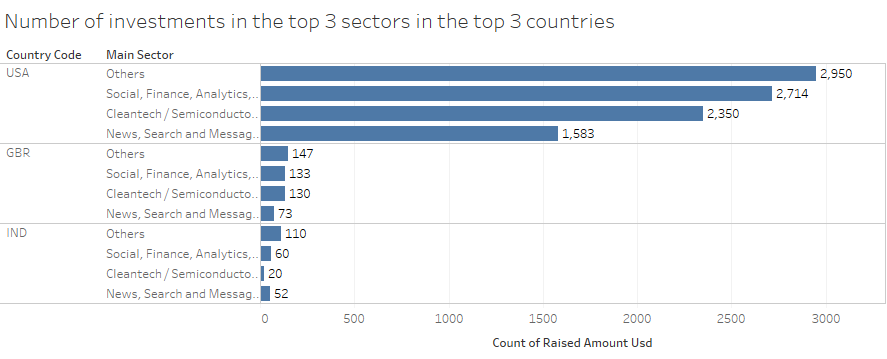 Number of investments in the top 3 sectors in the top 3 countries
Country Code Main Sector
USA Others 2,950
Social, Finance, Analytics,.. 2,714
Cleantech / Semiconducto.. 2,350
News, Search and Messag.. 1,583
GBR Others 147
Social, Finance, Analytics,.. 133
Cleantech / Semiconducto.. 130
News, Search and Messag.. 73
IND Others 110
Social, Finance, Analytics,.. 60
Cleantech / Semiconducto.. 20
News, Search and Messag.. 52
0 500 1000 1500 2000 2500 3000
Count of Raised Amount Usd